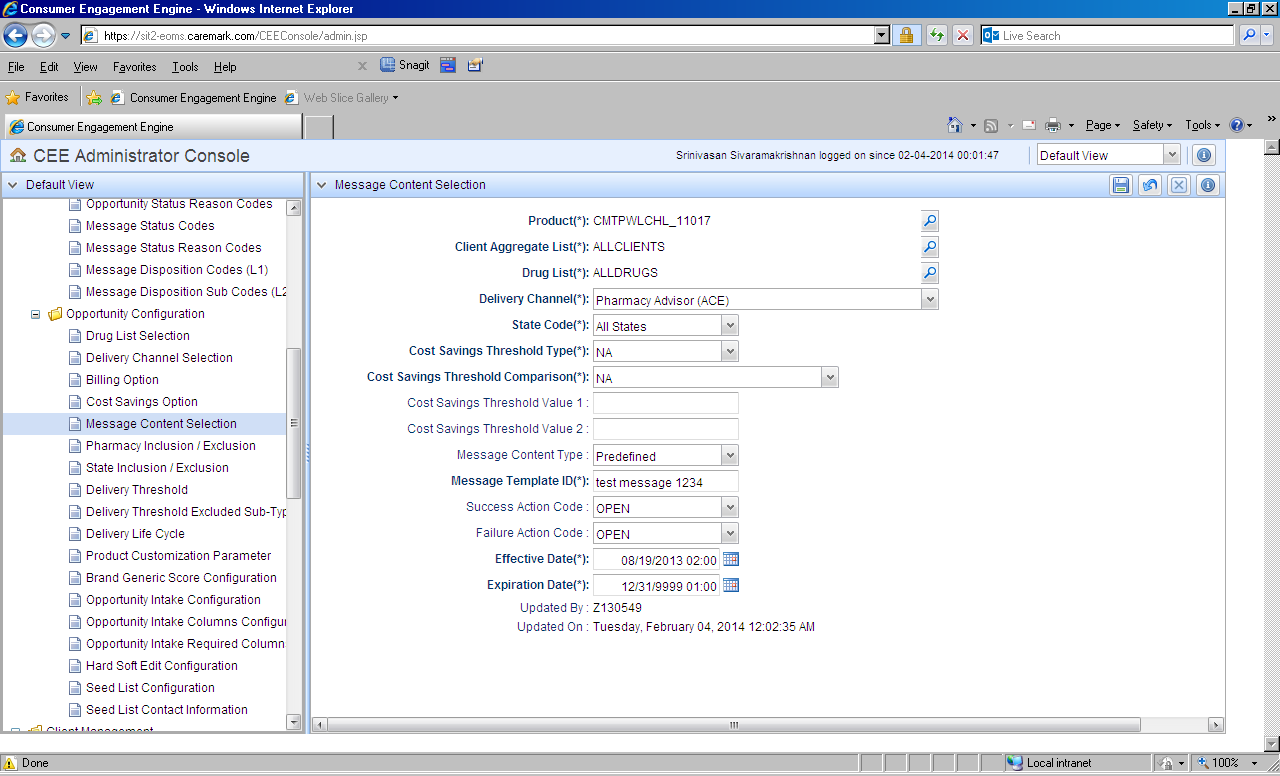 Consumer Engagement Engine - Windows Internet Explorer
https://sit2-eoms.caremark.com/CEEConsole/admin.jsp
Live Search
File Edit View Favorites Tools Help
x Snagit
Favorites Consumer Engagement Engine Web Slice Gallery
Consumer Engagement Engine
Page Safety Tools
CEE Administrator Console
Srinivasan Sivaramakrishnan logged on since 02-04-2014 00:01:47
Default View
Default View
Opportunity Status Reason Codes
Message Status Codes
Message Status Reason Codes
Message Disposition Codes (L1)
Message Disposition Sub Codes (L2
Opportunity Configuration
Drug List Selection
Delivery Channel Selection
Billing Option
Cost Savings Option
Message Content Selection
Pharmacy Inclusion / Exclusion
State Inclusion / Exclusion
Delivery Threshold
Delivery Threshold Excluded Sub-Typ
Delivery Life Cycle
Product Customization Parameter
Brand Generic Score Configuration
Opportunity Intake Configuration
Opportunity Intake Columns Configur
Opportunity Intake Required Column
Hard Soft Edit Configuration
Seed List Configuration
Seed List Contact Information
Client Management
Message Content Selection
Product(*): CMTPWLCHL_11017
Client Aggregate List(*): ALLCLIENTS
Drug List(*): ALLDRUGS
Delivery Channel(*): Pharmacy Advisor (ACE)
State Code(*): All States
Cost Savings Threshold Type(*): NA
Cost Savings Threshold Comparison(*): NA
Cost Savings Threshold Value 1 :
Cost Savings Threshold Value 2 :
Message Content Type : Predefined
Message Template ID(*): test message 1234
Success Action Code : OPEN
Failure Action Code : OPEN
Effective Date(*): 08/19/2013 02:00
Expiration Date(*): 12/31/9999 01:00
Updated By : Z130549
Updated On : Tuesday, February 04, 2014 12:02:35 AM
Done
Local intranet
100%